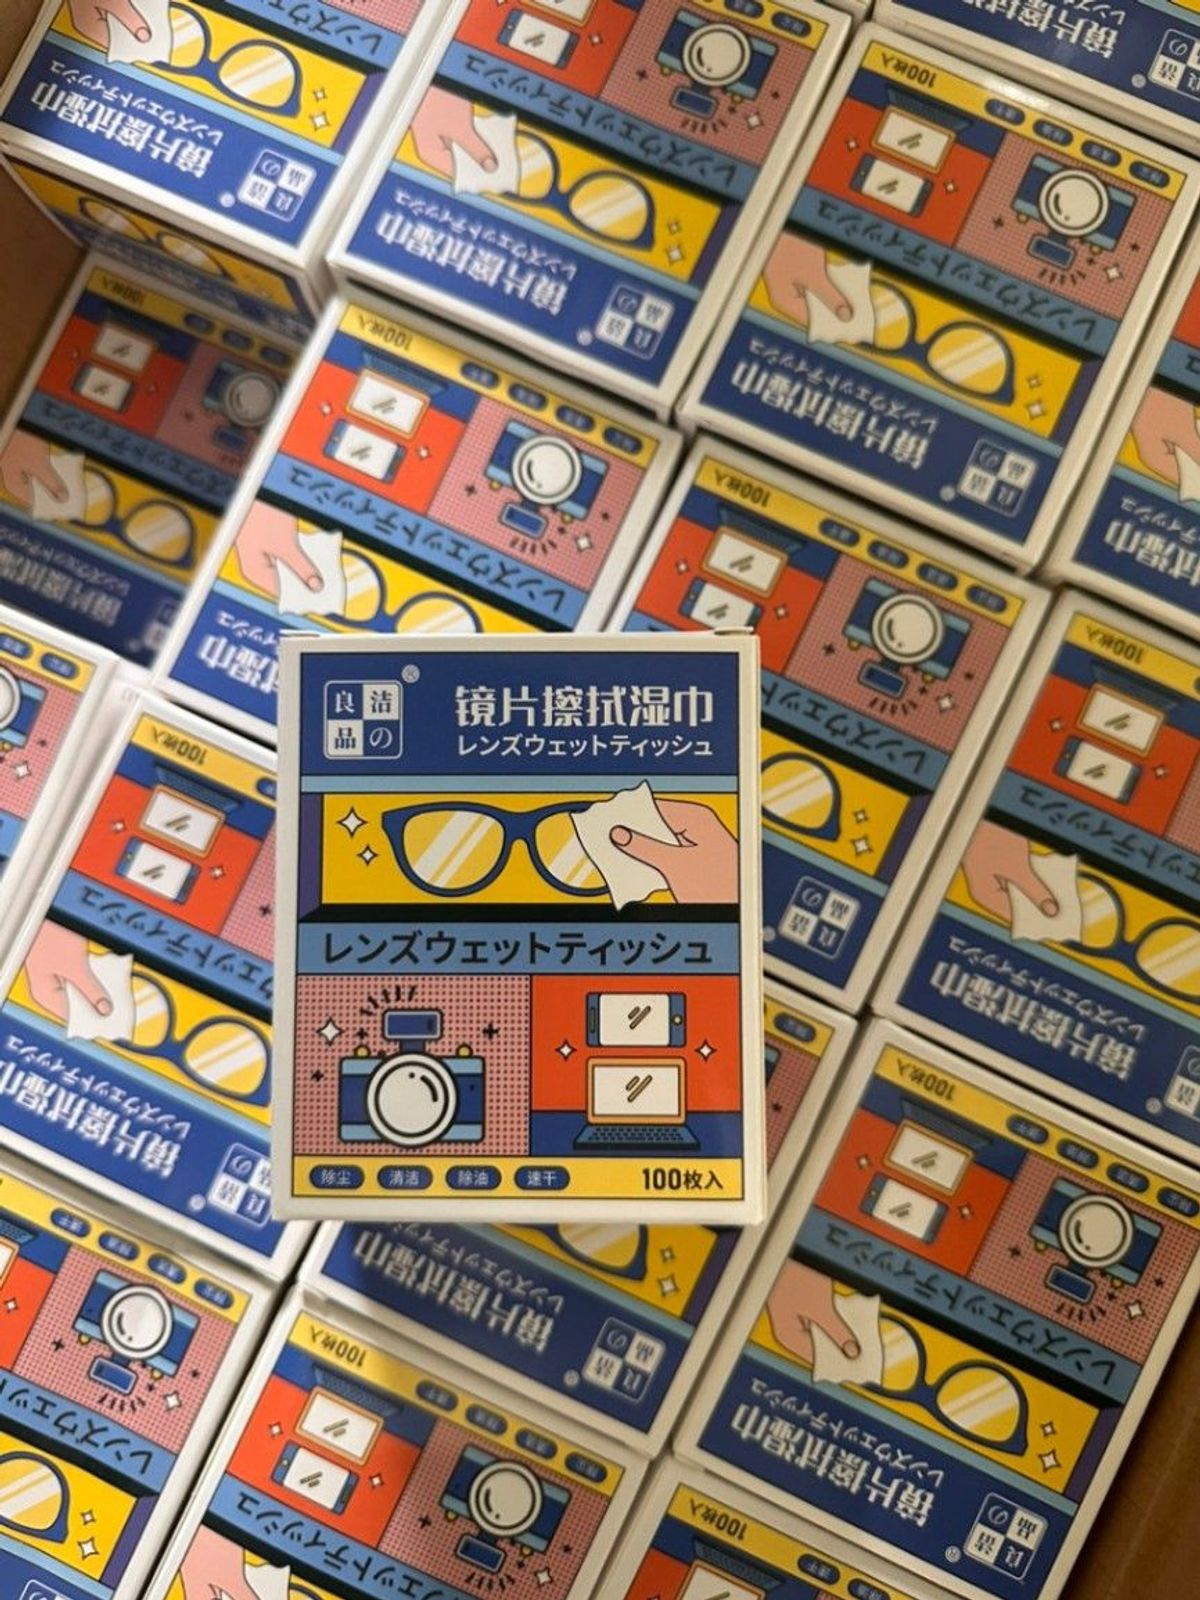 洁の
良品
®
镜片擦拭湿巾
レンズウェットティッシュ
レンズウェットティッシュ
除尘 清洁 除油 速干 100枚入